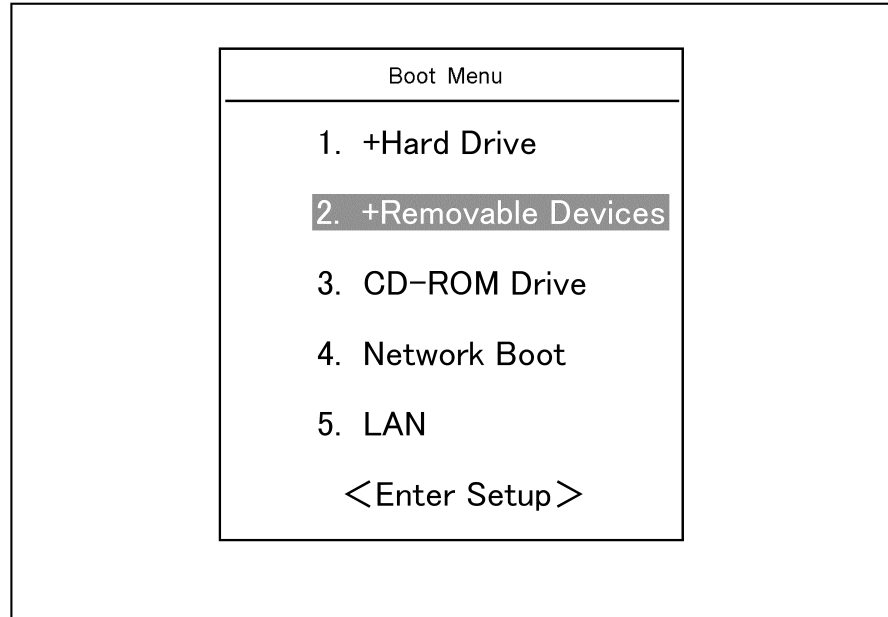 Boot Menu
1. +Hard Drive
2. +Removable Devices
3. CD-ROM Drive
4. Network Boot
5. LAN
<Enter Setup>